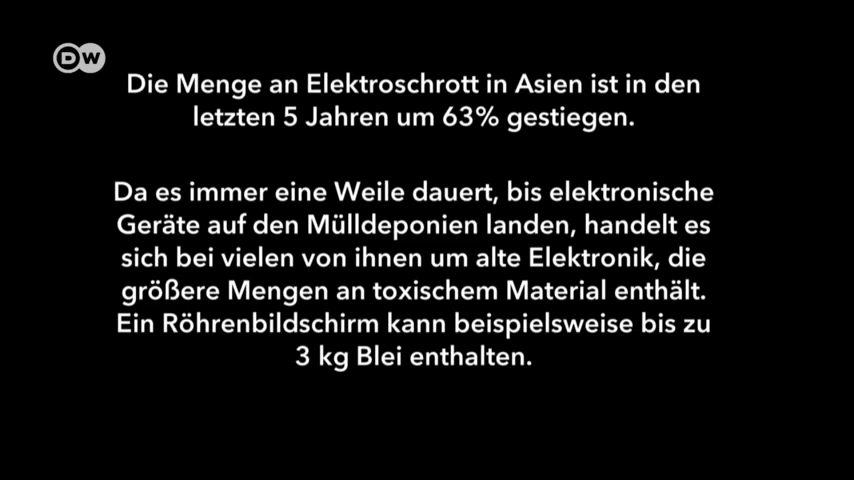 DW
Die Menge an Elektroschrott in Asien ist in den
letzten 5 Jahren um 63% gestiegen.
Da es immer eine Weile dauert, bis elektronische
Geräte auf den Mülldeponien landen, handelt es
sich bei vielen von ihnen um alte Elektronik, die
größere Mengen an toxischem Material enthält.
Ein Röhrenbildschirm kann beispielsweise bis zu
3 kg Blei enthalten.